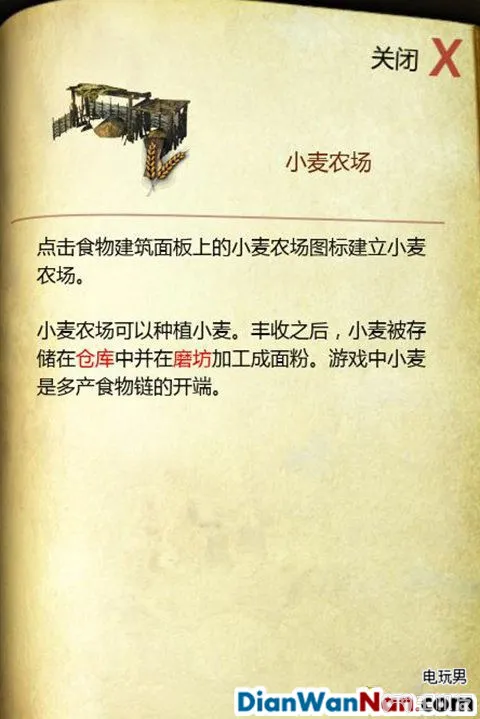 关闭 X
小麦农场
点击食物建筑面板上的小麦农场图标建立小麦
农场。
小麦农场可以种植小麦。丰收之后，小麦被存
储在仓库中并在磨坊加工成面粉。游戏中小麦
是多产食物链的开端。
电玩男
DianWanNan.com